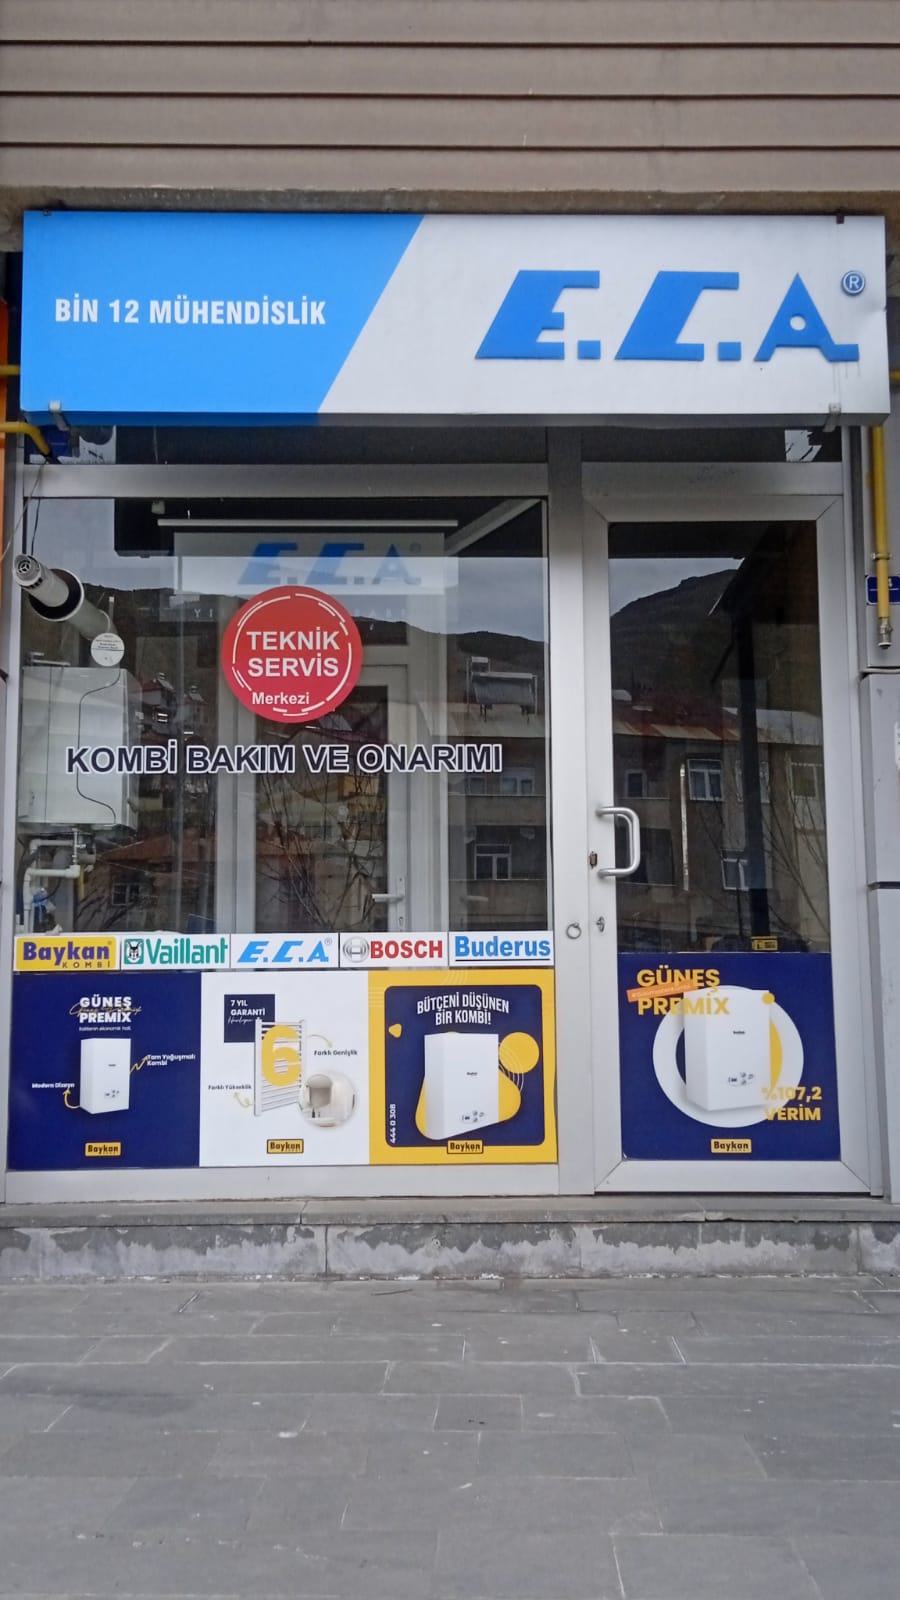 BİN 12 MÜHENDİSLİK
E.C.A ®
E.C.A ®
TEKNİK
SERVİS
Merkezi
KOMBİ BAKIM VE ONARIMI
Baykan
KOMBİ
Vaillant
E.C.A ®
BOSCH
Buderus
GÜNEŞ
PREMİX
Modern Dizayn
Tam Yoğuşmalı
Kombi
Baykan
7 YIL
GARANTİ
6
Farklı Genişlik
Farklı Yükseklik
Baykan
BÜTÇENİ DÜŞÜNEN
BİR KOMBİ!
444 0 308
Baykan
GÜNEŞ
PREMİX
%107,2
VERİM
Baykan